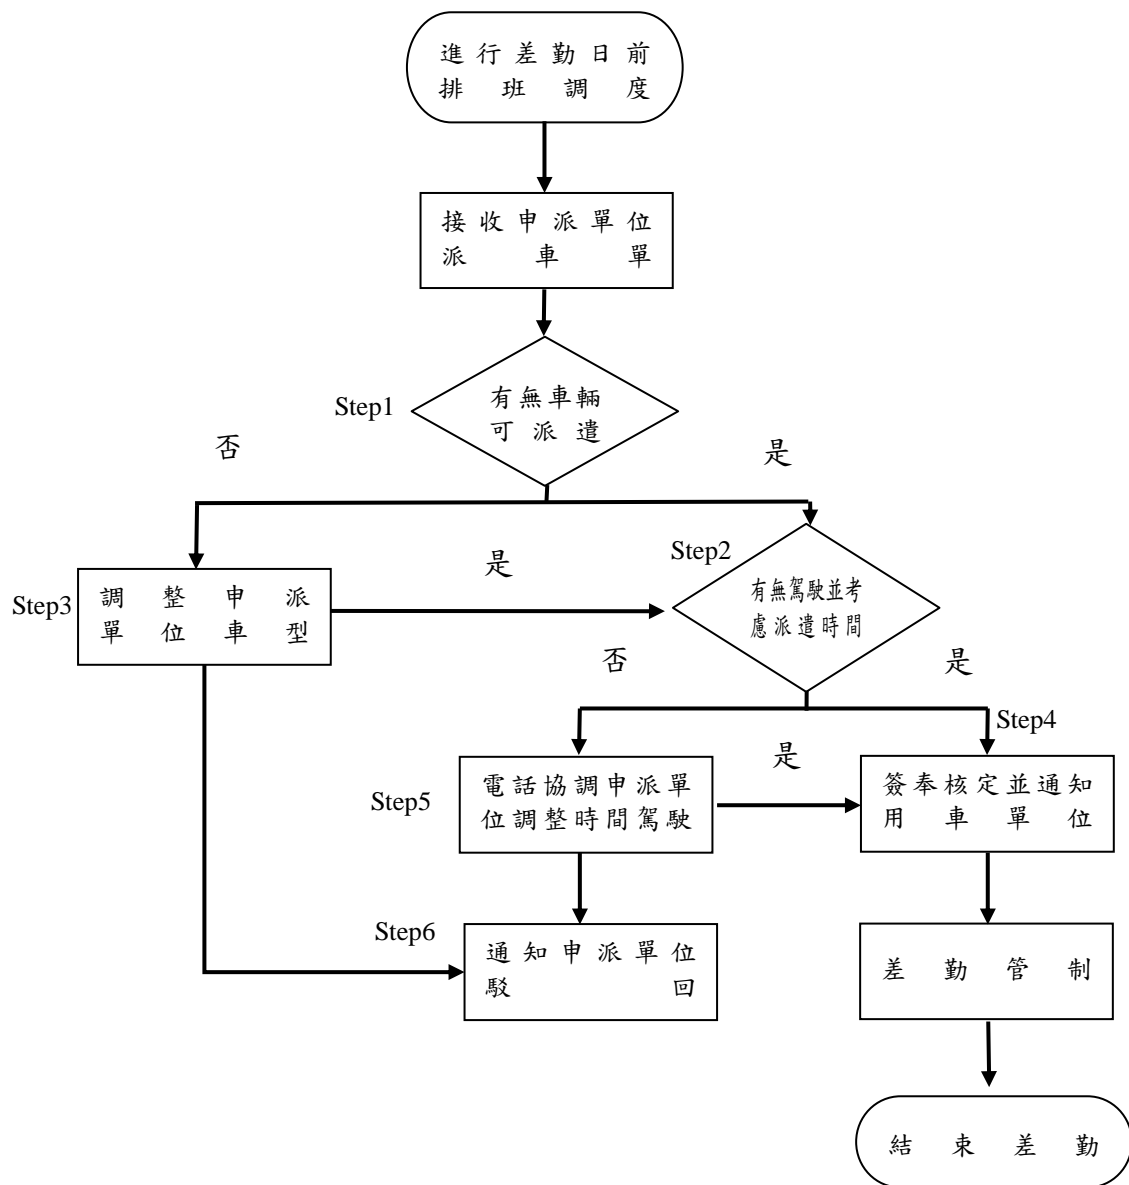 進行差勤日前
排班調度
接收申派單位
派車單
Step1
有無車輛
可派遣
否
是
Step2
有無駕駛並考
慮派遣時間
Step3
調整申派
單位車型
是
否
是
Step4
Step5
電話協調申派單
位調整時間駕駛
是
簽奉核定並通知
用車單位
Step6
通知申派單位
駁回
差勤管制
結束差勤